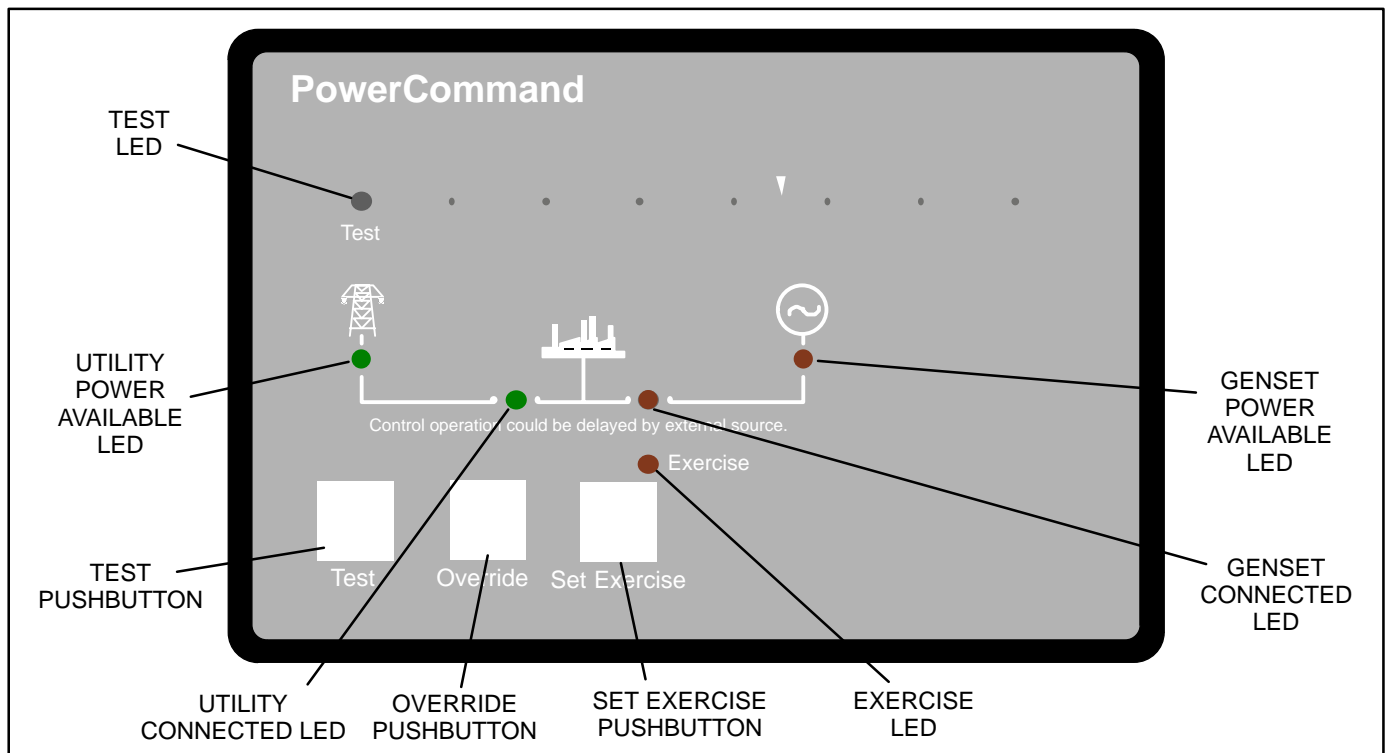 PowerCommand
TEST
LED
Test
UTILITY
POWER
AVAILABLE
LED
GENSET
POWER
AVAILABLE
LED
Control operation could be delayed by external source.
Exercise
TEST
PUSHBUTTON
Test
Override
Set Exercise
GENSET
CONNECTED
LED
UTILITY
CONNECTED LED
OVERRIDE
PUSHBUTTON
SET EXERCISE
PUSHBUTTON
EXERCISE
LED